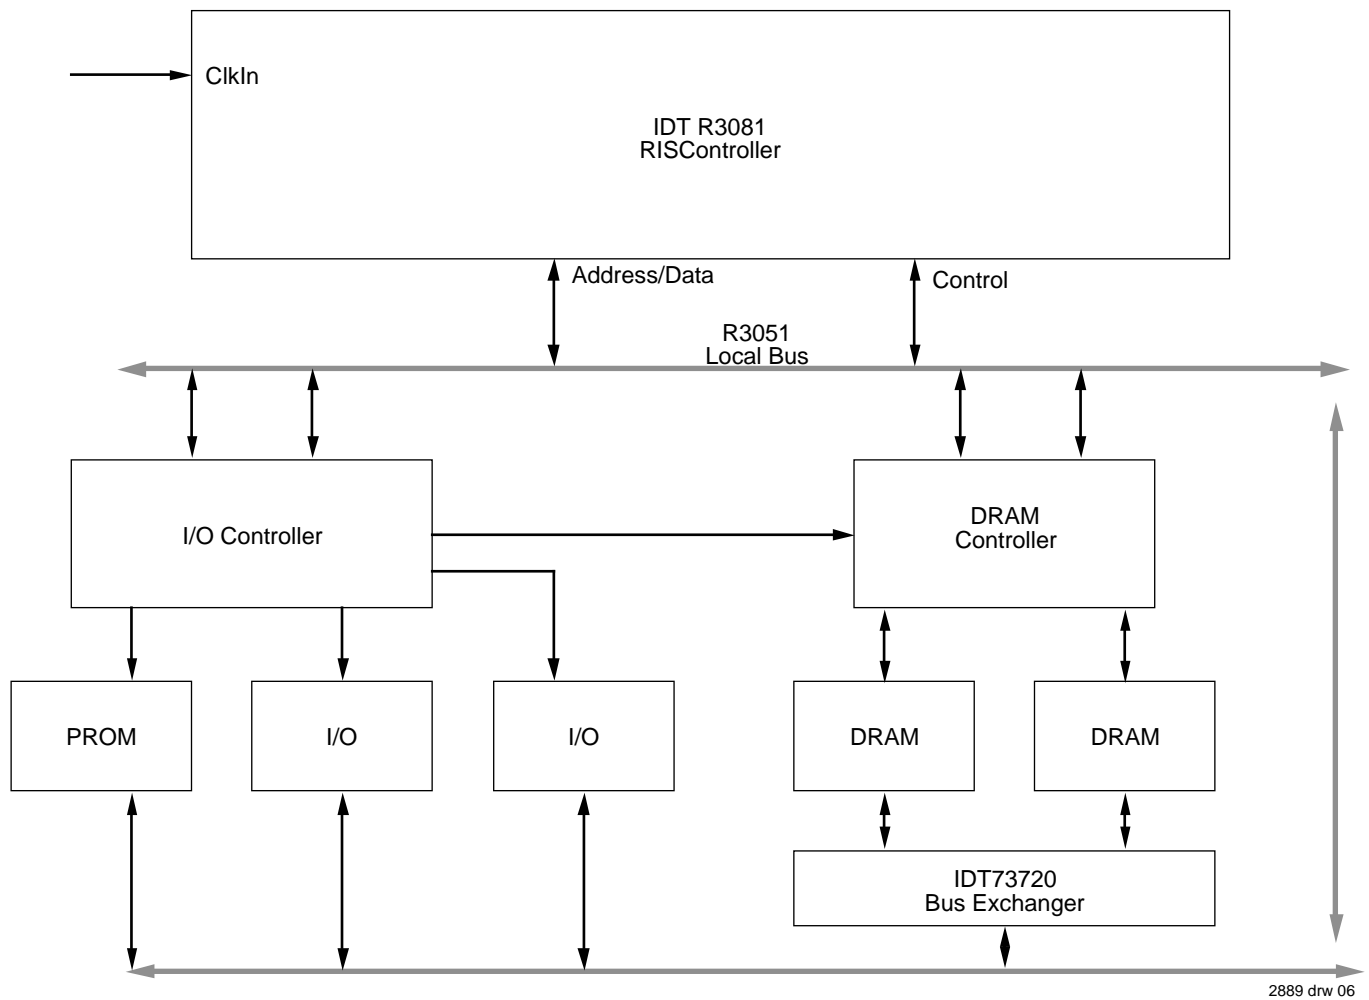 ClkIn
IDT R3081
RISController
Address/Data
Control
R3051
Local Bus
I/O Controller
DRAM
Controller
PROM
I/O
I/O
DRAM
DRAM
IDT73720
Bus Exchanger
2889 drw 06